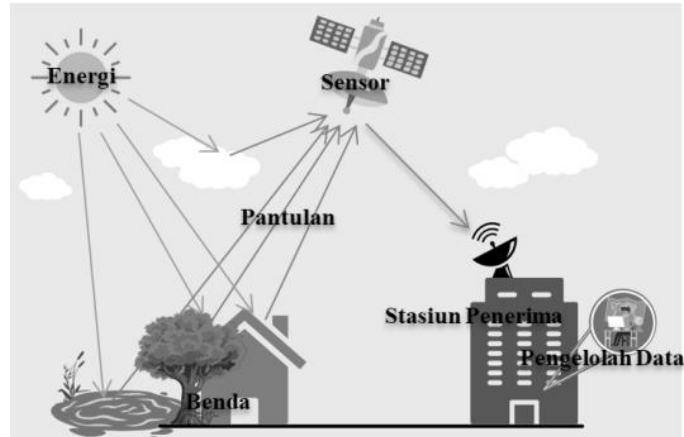 Energi
Sensor
Pantulan
Stasiun Penerima
Pengelolah Data
Benda